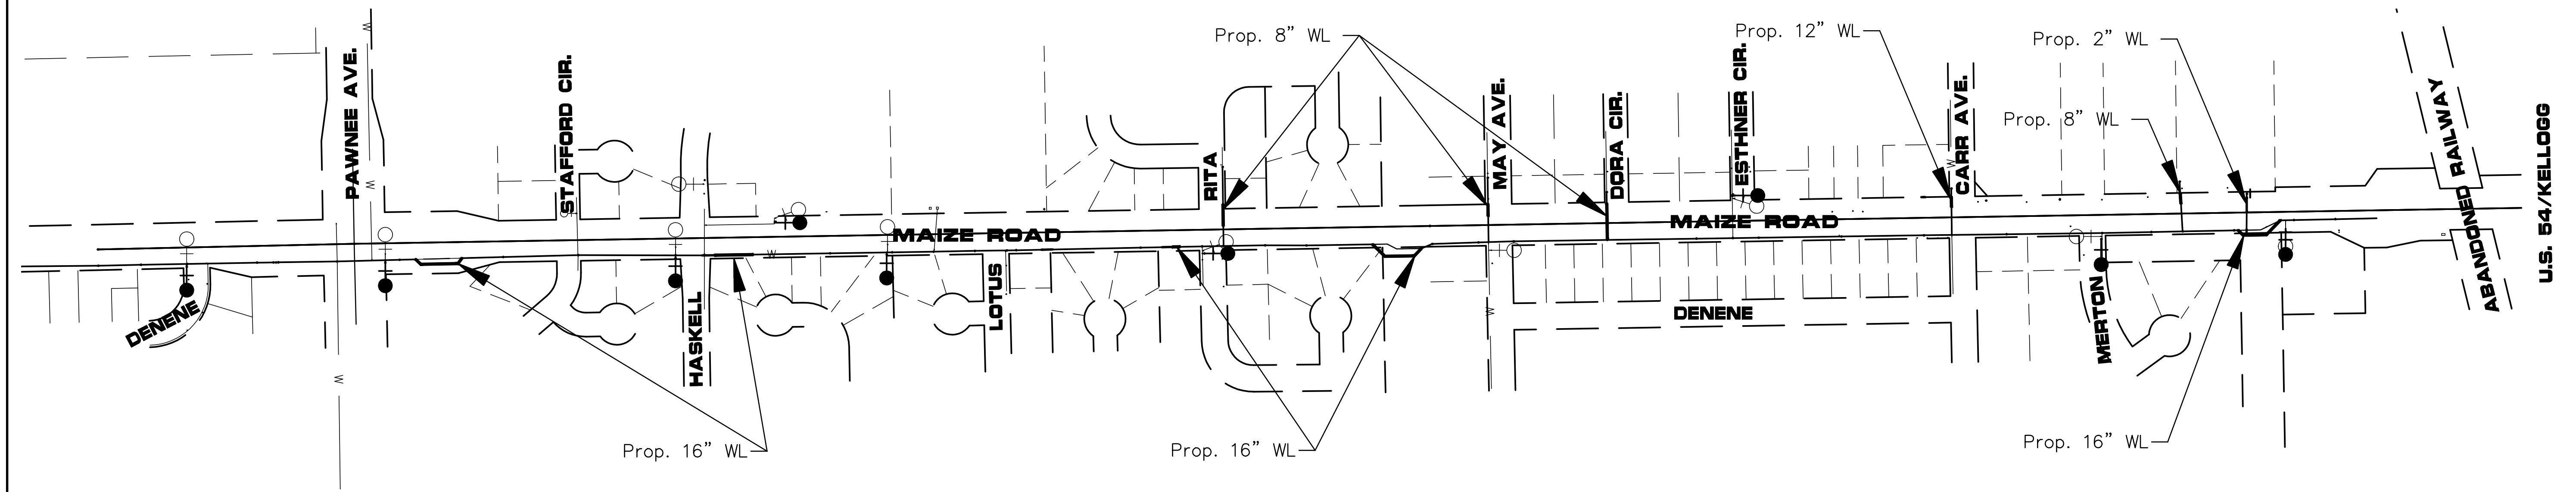 Prop. 8” WL
Prop. 12” WL
Prop. 2” WL
Prop. 8” WL
PAWNEE AVE.
STAFFORD CIR.
RITA
MAY AVE.
DORA CIR.
ESTHNER CIR.
CARR AVE.
ABANDONED RAILWAY
U.S. 54/KELLOGG
W
W
W
W
W
W
W
MAIZE ROAD
MAIZE ROAD
DENENE
HASKELL
LOTUS
DENENE
MERTON
Prop. 16” WL
Prop. 16” WL
Prop. 16” WL